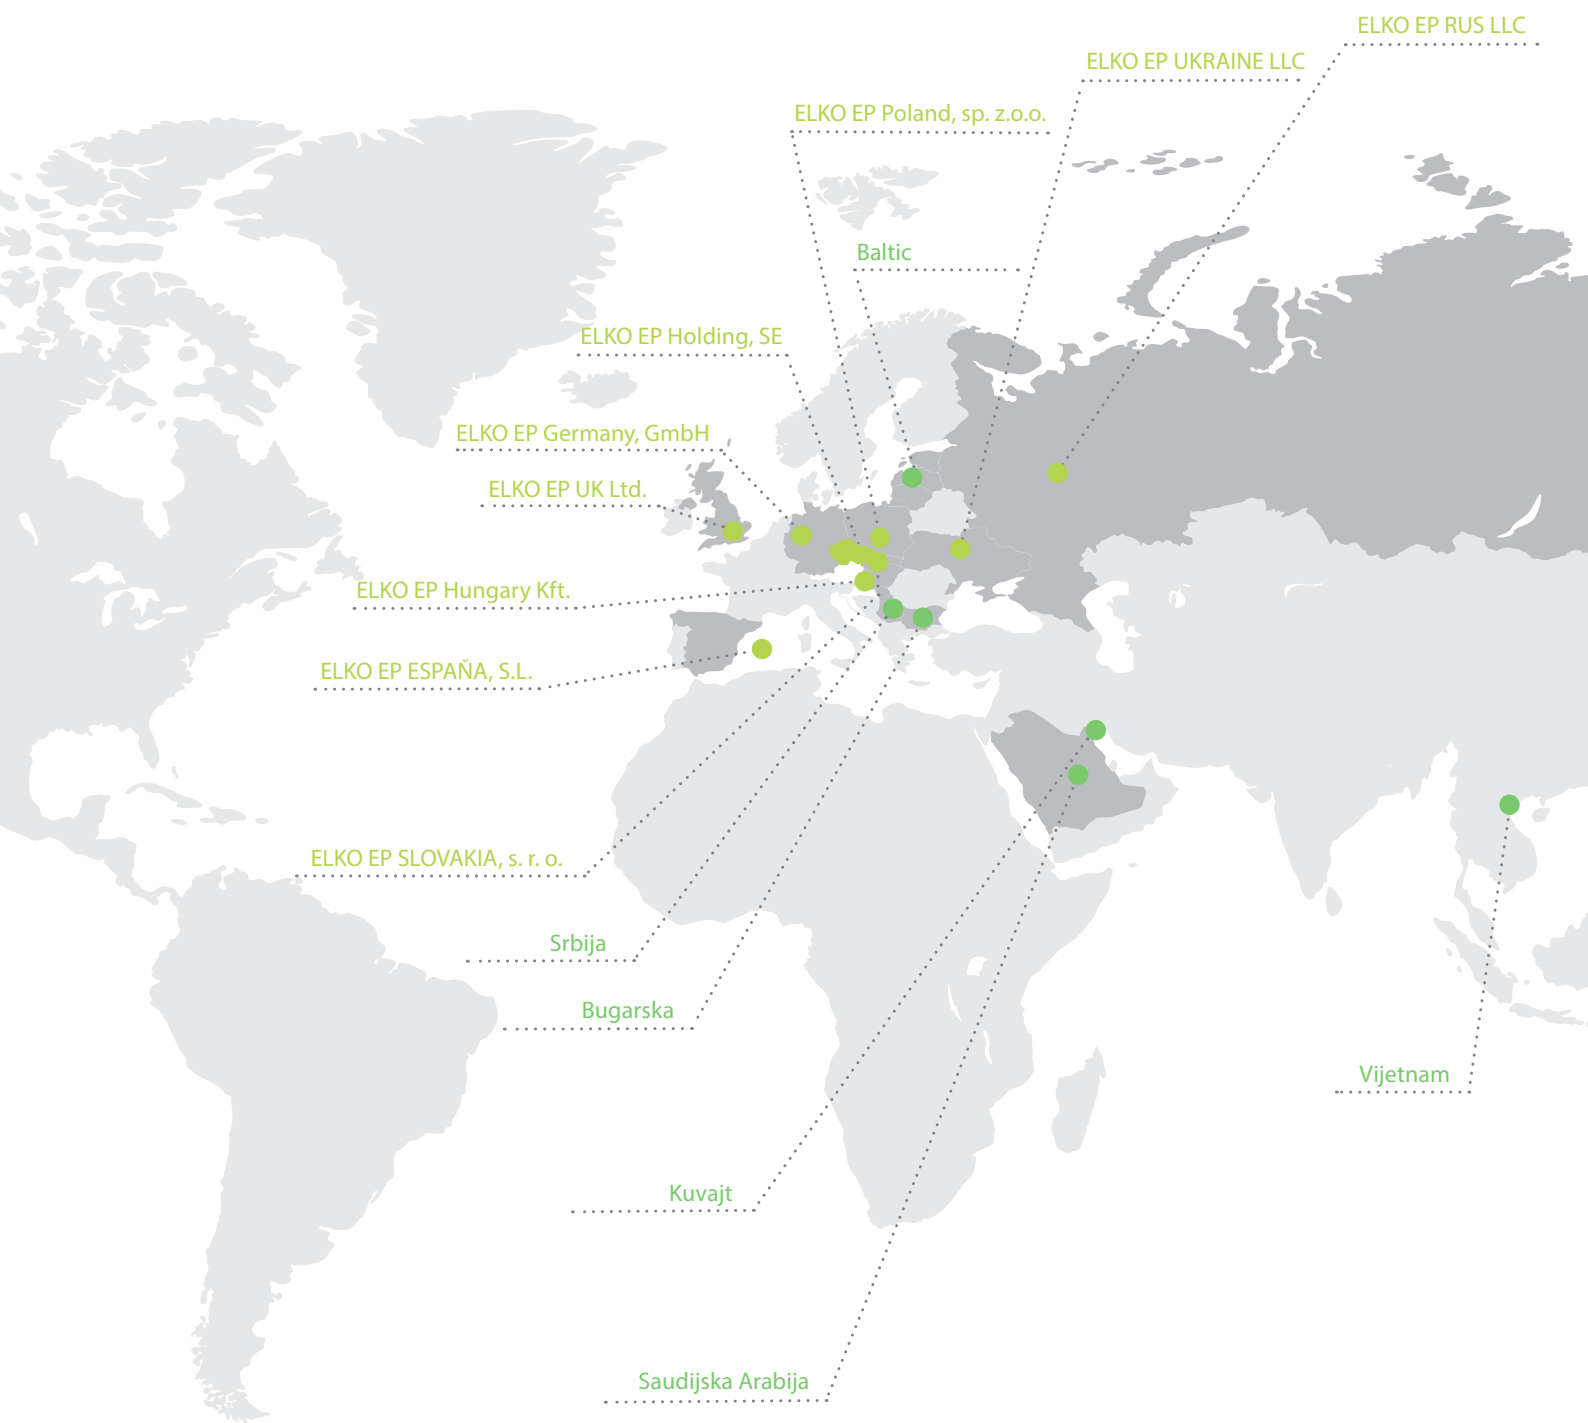 ELKO EP RUS LLC
ELKO EP UKRAINE LLC
ELKO EP Poland, sp. z.o.o.
Baltic
ELKO EP Holding, SE
ELKO EP Germany, GmbH
ELKO EP UK Ltd.
ELKO EP Hungary Kft.
ELKO EP ESPAŇA, S.L.
ELKO EP SLOVAKIA, s. r. o.
Srbija
Bugarska
Vijetnam
Kuvajt
Saudijska Arabija